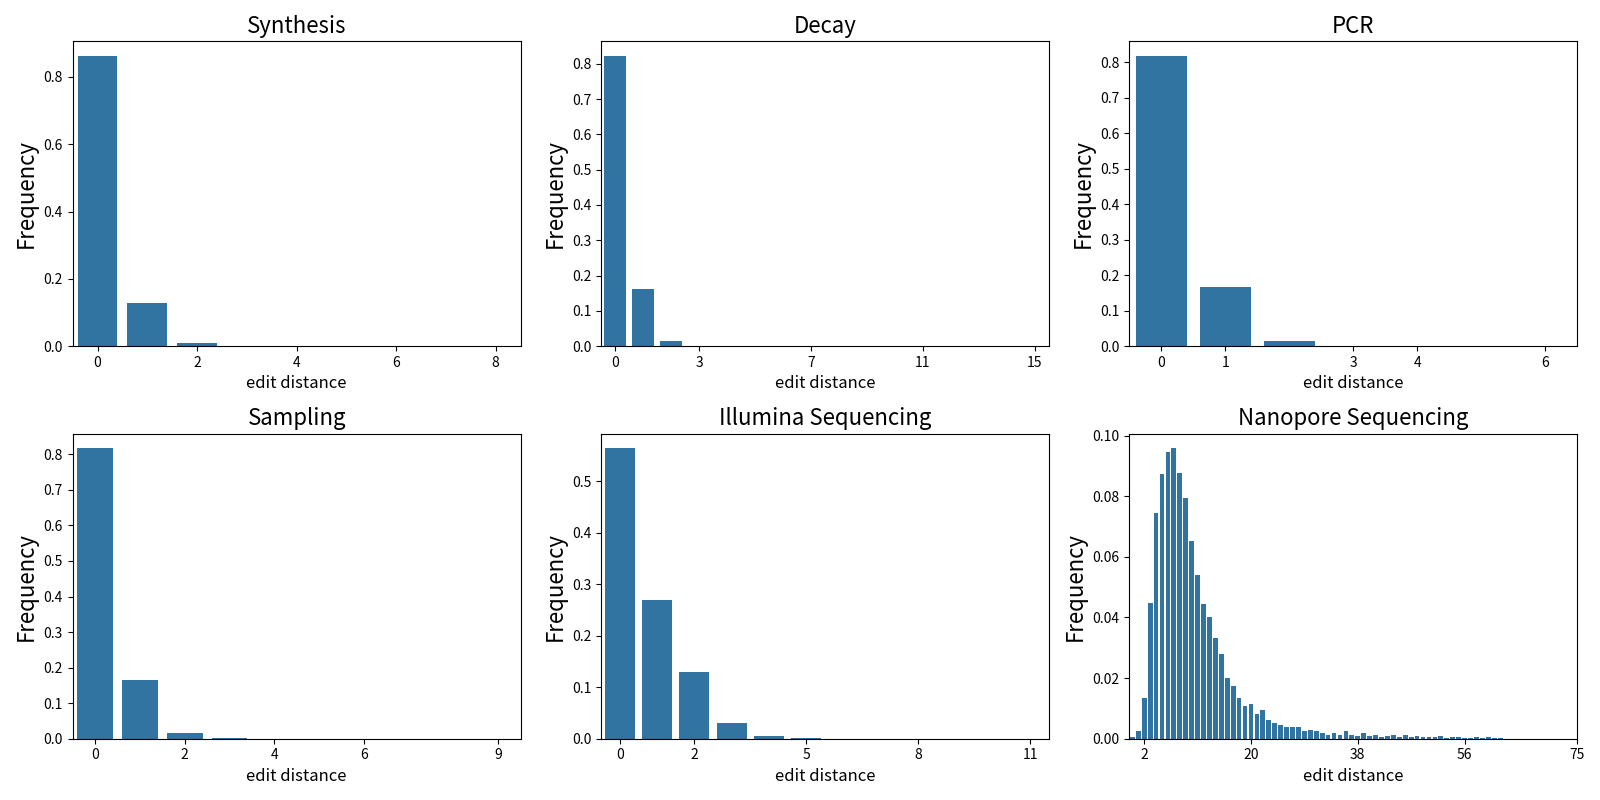 Synthesis
Frequency
0.8
0.6
0.4
0.2
0.0
0 2 4 6 8
edit distance
Decay
Frequency
0.8
0.7
0.6
0.5
0.4
0.3
0.2
0.1
0.0
0 3 7 11 15
edit distance
PCR
Frequency
0.8
0.7
0.6
0.5
0.4
0.3
0.2
0.1
0.0
0 1 3 4 6
edit distance
Sampling
Frequency
0.8
0.7
0.6
0.5
0.4
0.3
0.2
0.1
0.0
0 2 4 6 9
edit distance
Illumina Sequencing
Frequency
0.5
0.4
0.3
0.2
0.1
0.0
0 2 5 8 11
edit distance
Nanopore Sequencing
Frequency
0.10
0.08
0.06
0.04
0.02
0.00
2 20 38 56 75
edit distance